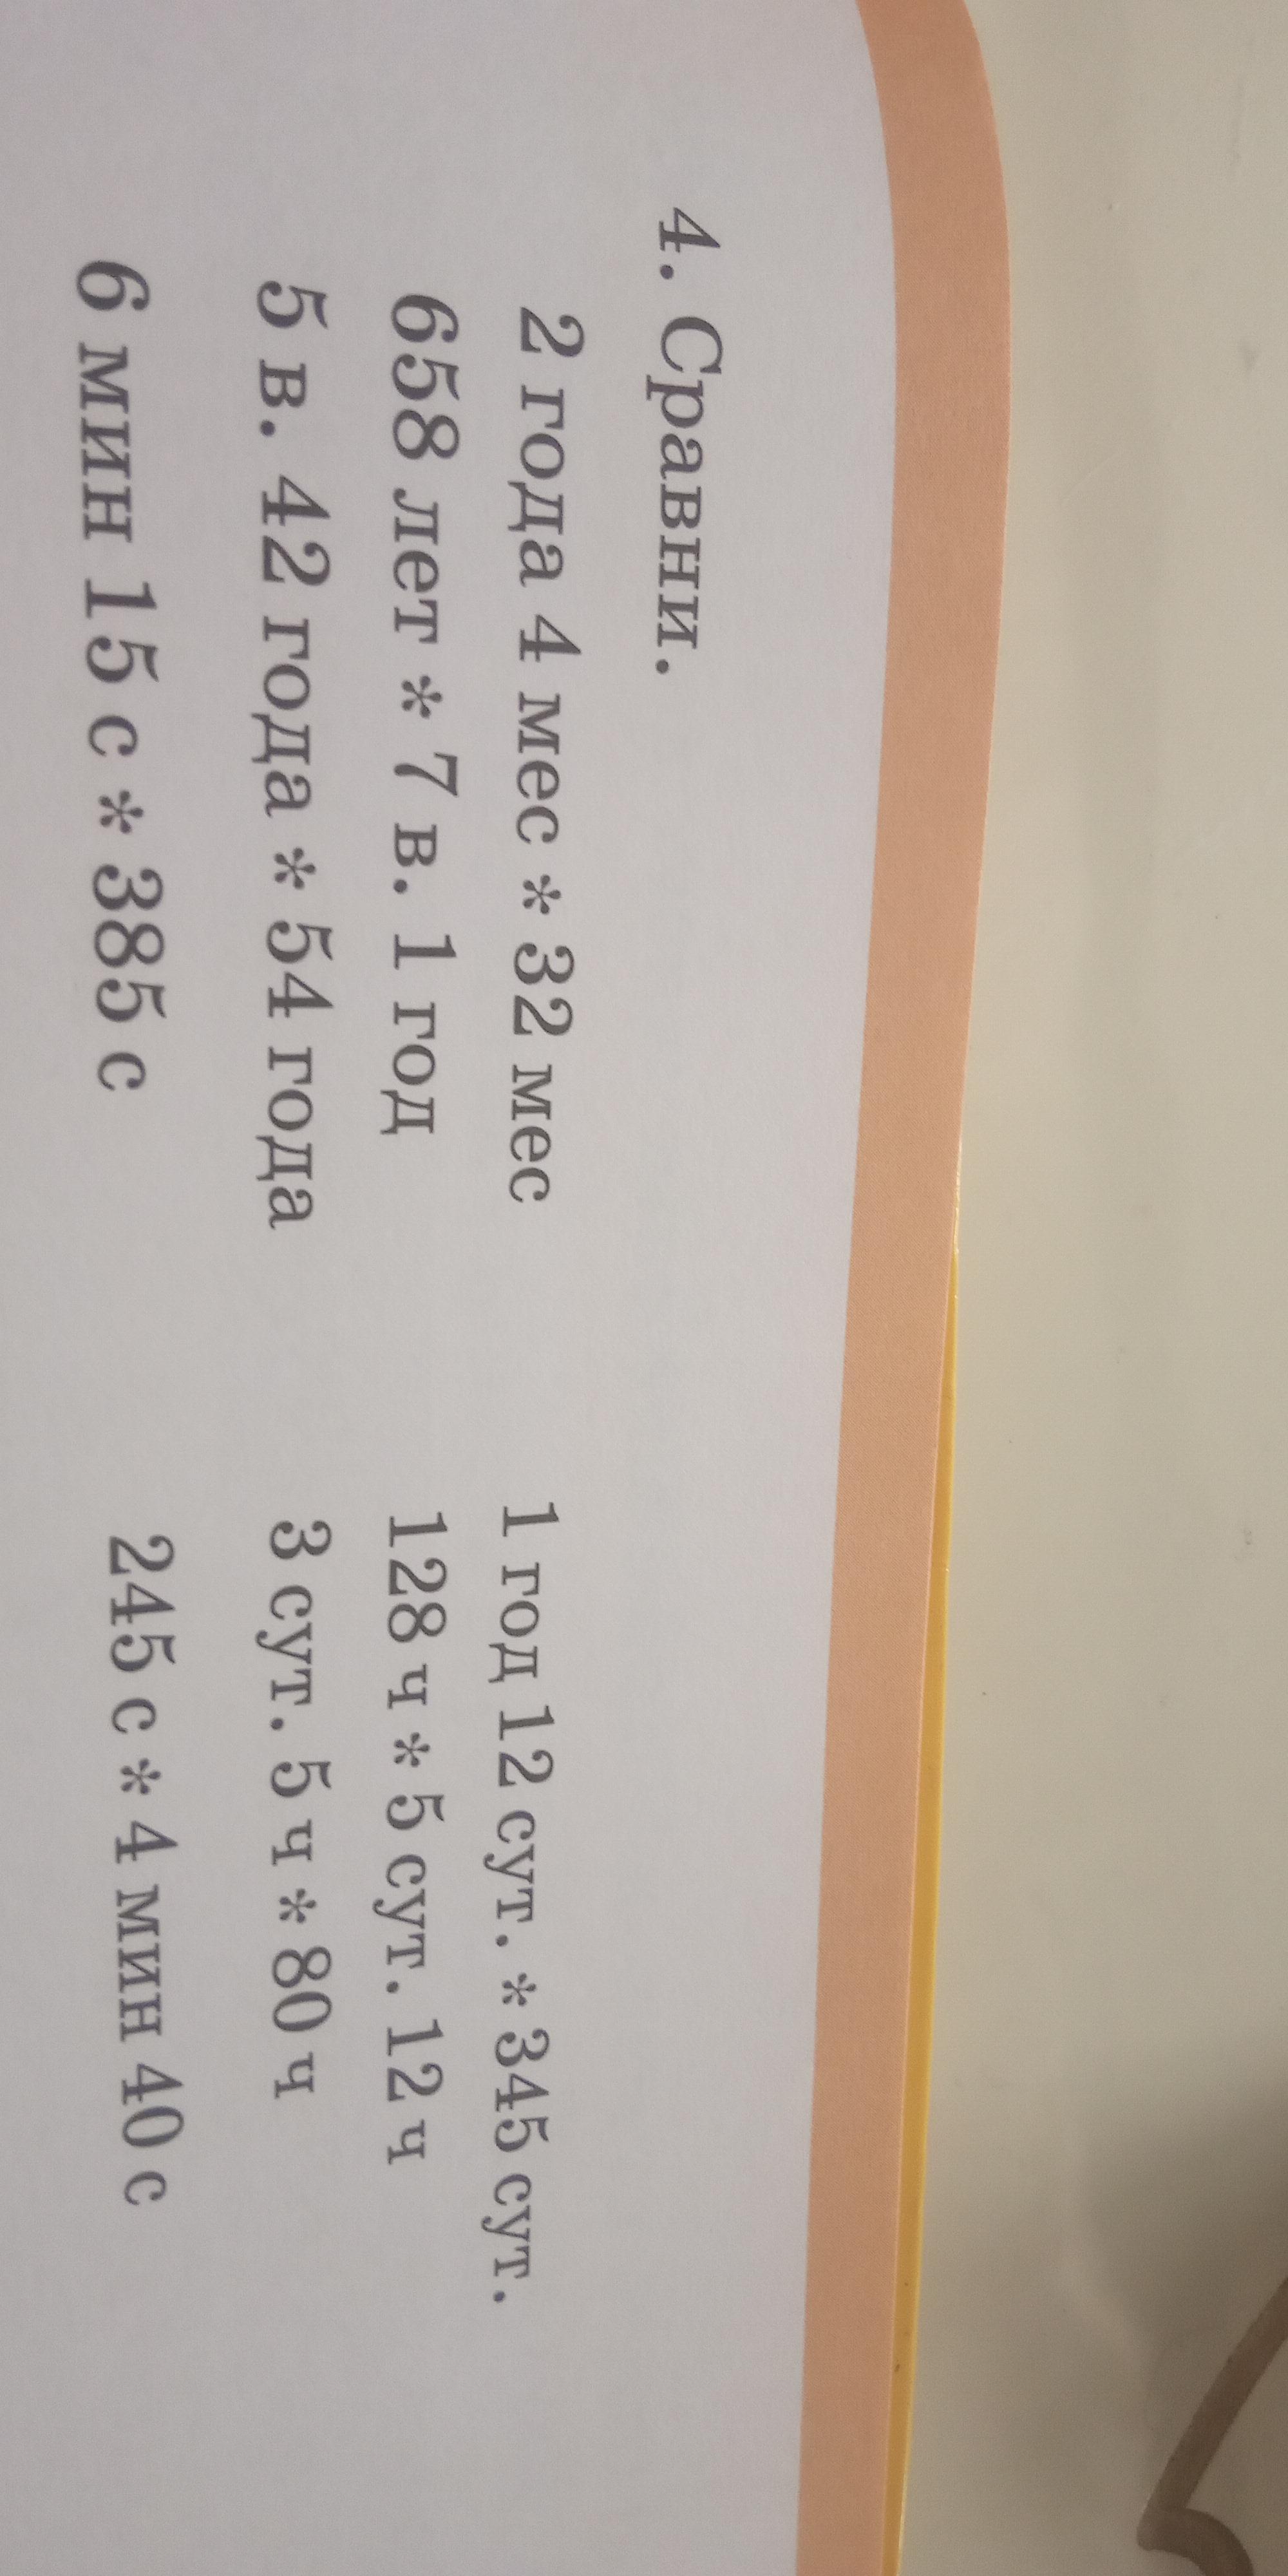 4. Сравни.
2 года 4 мес * 32 мес
658 лет * 7 в. 1 год
5 в. 42 года * 54 года
6 мин 15 с * 385 с
1 год 12 сут. * 345 сут.
128 ч * 5 сут. 12 ч
3 сут. 5 ч * 80 ч
245 с * 4 мин 40 с